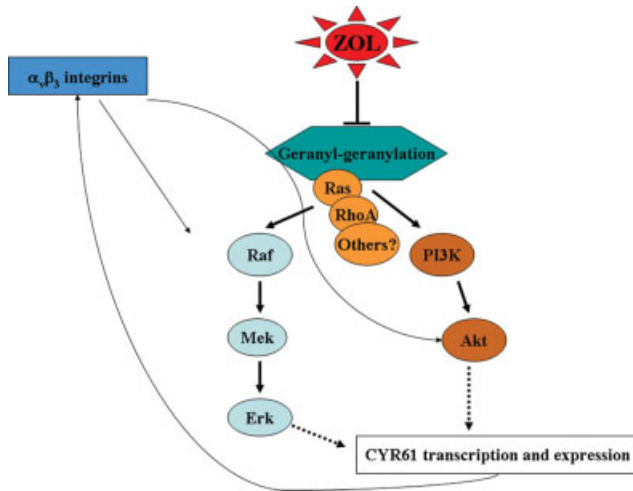 ZOL
αvβ3 integrins
Geranyl-geranylation
Ras
RhoA
Others?
Raf
PI3K
Mek
Akt
Erk
CYR61 transcription and expression